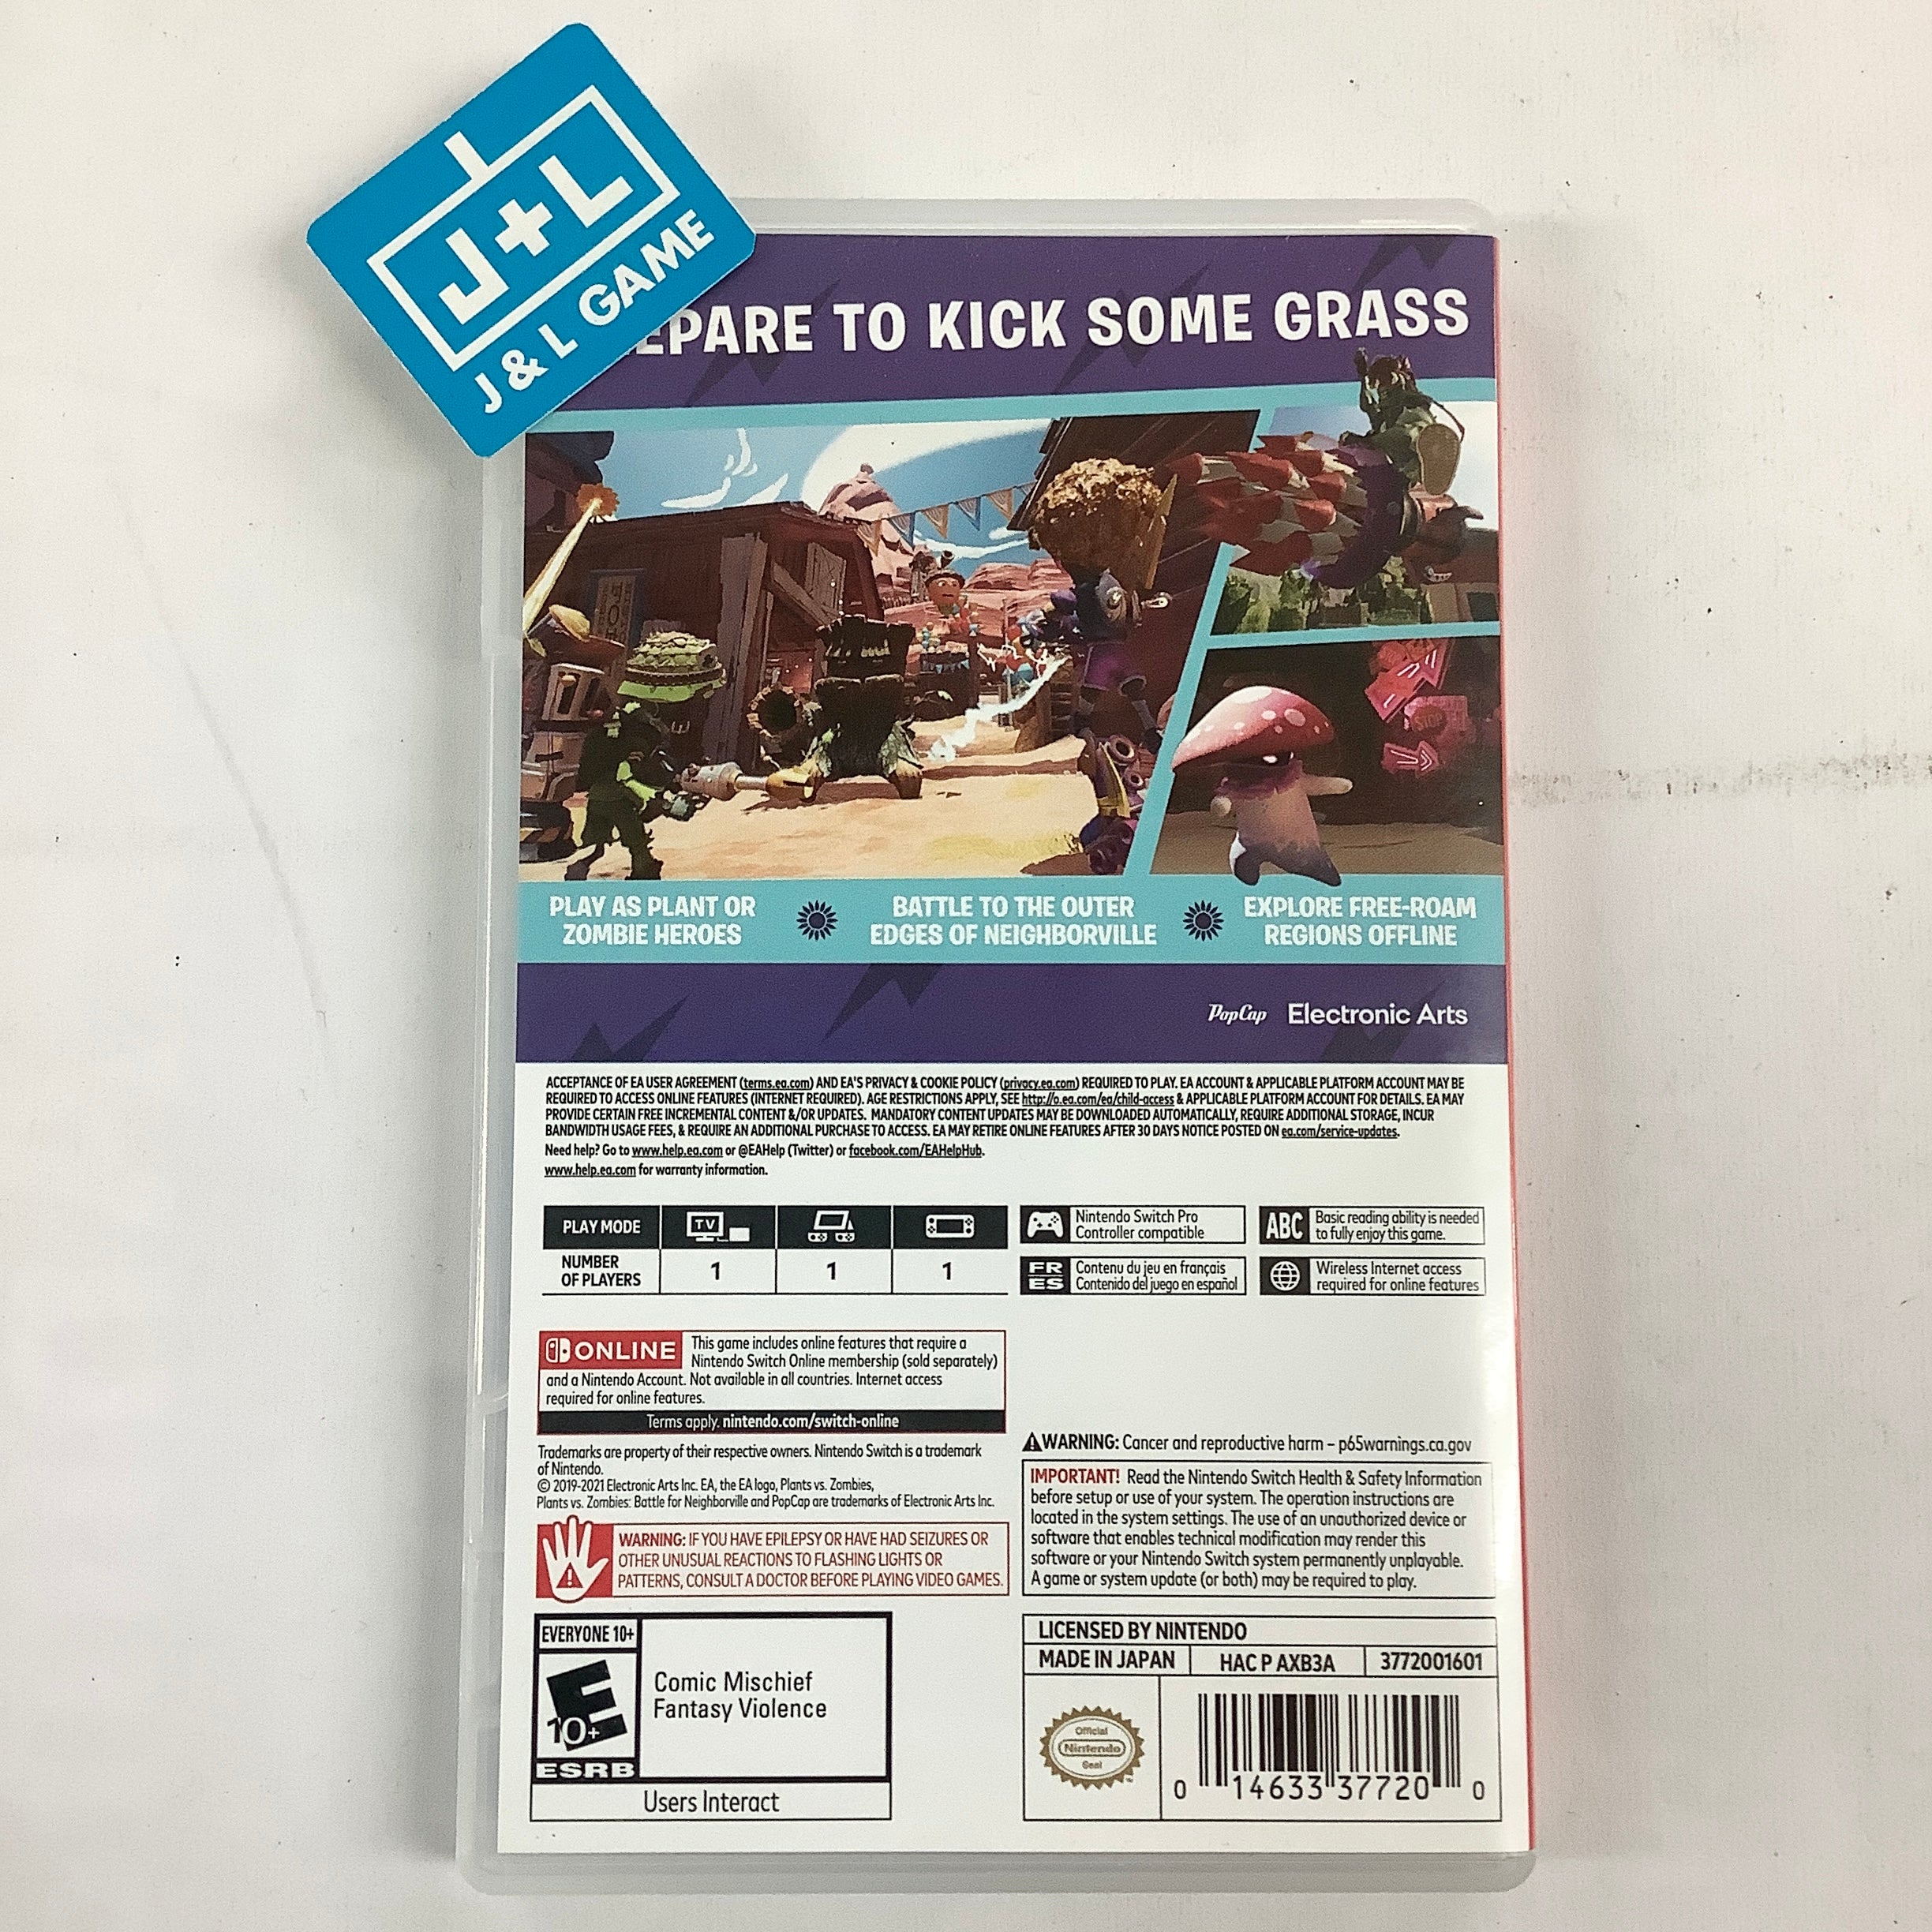 J+L
J & L GAME
EPARE TO KICK SOME GRASS
PLAY AS PLANT OR
ZOMBIE HEROES
BATTLE TO THE OUTER
EDGES OF NEIGHBORVILLE
EXPLORE FREE-ROAM
REGIONS OFFLINE
PopCap Electronic Arts
ACCEPTANCE OF EA USER AGREEMENT (terms.ea.com) AND EA'S PRIVACY & COOKIE POLICY (privacy.ea.com) REQUIRED TO PLAY. EA ACCOUNT & APPLICABLE PLATFORM ACCOUNT MAY BE
REQUIRED TO ACCESS ONLINE FEATURES (INTERNET REQUIRED). AGE RESTRICTIONS APPLY, SEE http://o.ea.com/ea/child-access & APPLICABLE PLATFORM ACCOUNT FOR DETAILS. EA MAY
PROVIDE CERTAIN FREE INCREMENTAL CONTENT &/OR UPDATES. MANDATORY CONTENT UPDATES MAY BE DOWNLOADED AUTOMATICALLY, REQUIRE ADDITIONAL STORAGE, INCUR
BANDWIDTH USAGE FEES, & REQUIRE AN ADDITIONAL PURCHASE TO ACCESS. EA MAY RETIRE ONLINE FEATURES AFTER 30 DAYS NOTICE POSTED ON ea.com/service-updates.
Need help? Go to www.help.ea.com or @EAHelp (Twitter) or facebook.com/EAHelpHub.
www.help.ea.com for warranty information.
PLAY MODE TV
NUMBER
OF PLAYERS
1 1 1
Nintendo Switch Pro
Controller compatible
ABC
Basic reading ability is needed
to fully enjoy this game.
FR
ES
Contenu du jeu en français
Contenido del juego en español
Wireless Internet access
required for online features
ONLINE
This game includes online features that require a
Nintendo Switch Online membership (sold separately)
and a Nintendo Account. Not available in all countries. Internet access
required for online features.
Terms apply. nintendo.com/switch-online
Trademarks are property of their respective owners. Nintendo Switch is a trademark
of Nintendo.
© 2019-2021 Electronic Arts Inc. EA, the EA logo, Plants vs. Zombies,
Plants vs. Zombies: Battle for Neighborville and PopCap are trademarks of Electronic Arts Inc.
WARNING: IF YOU HAVE EPILEPSY OR HAVE HAD SEIZURES OR
OTHER UNUSUAL REACTIONS TO FLASHING LIGHTS OR
PATTERNS, CONSULT A DOCTOR BEFORE PLAYING VIDEO GAMES.
WARNING: Cancer and reproductive harm – p65warnings.ca.gov
IMPORTANT! Read the Nintendo Switch Health & Safety Information
before setup or use of your system. The operation instructions are
located in the system settings. The use of an unauthorized device or
software that enables technical modification may render this
software or your Nintendo Switch system permanently unplayable.
A game or system update (or both) may be required to play.
EVERYONE 10+
E
10+
ESRB
Comic Mischief
Fantasy Violence
Users Interact
LICENSED BY NINTENDO
MADE IN JAPAN HAC P AXB3A 3772001601
Official
Nintendo
Seal
0 14633 37720 0